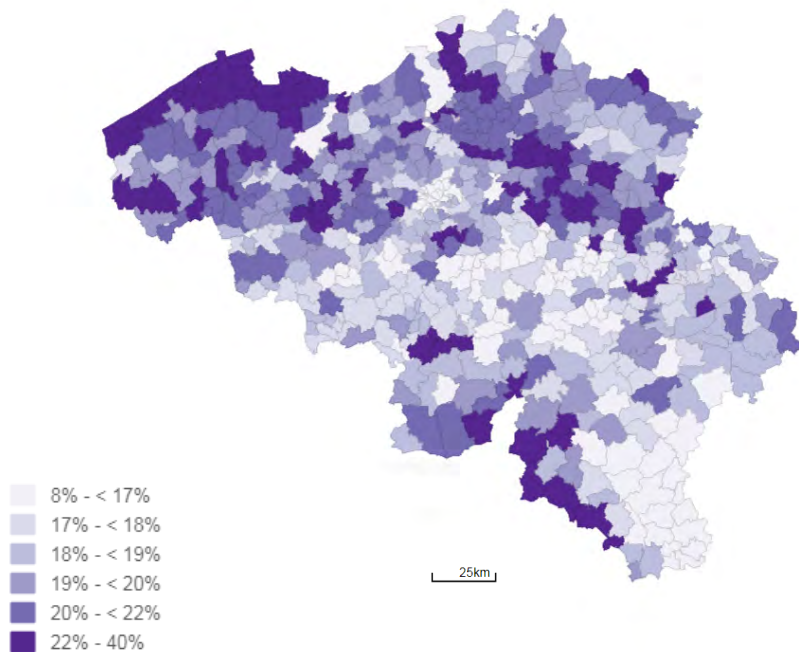 8% - < 17%
17% - < 18%
18% - < 19%
19% - < 20%
20% - < 22%
22% - 40%
25km